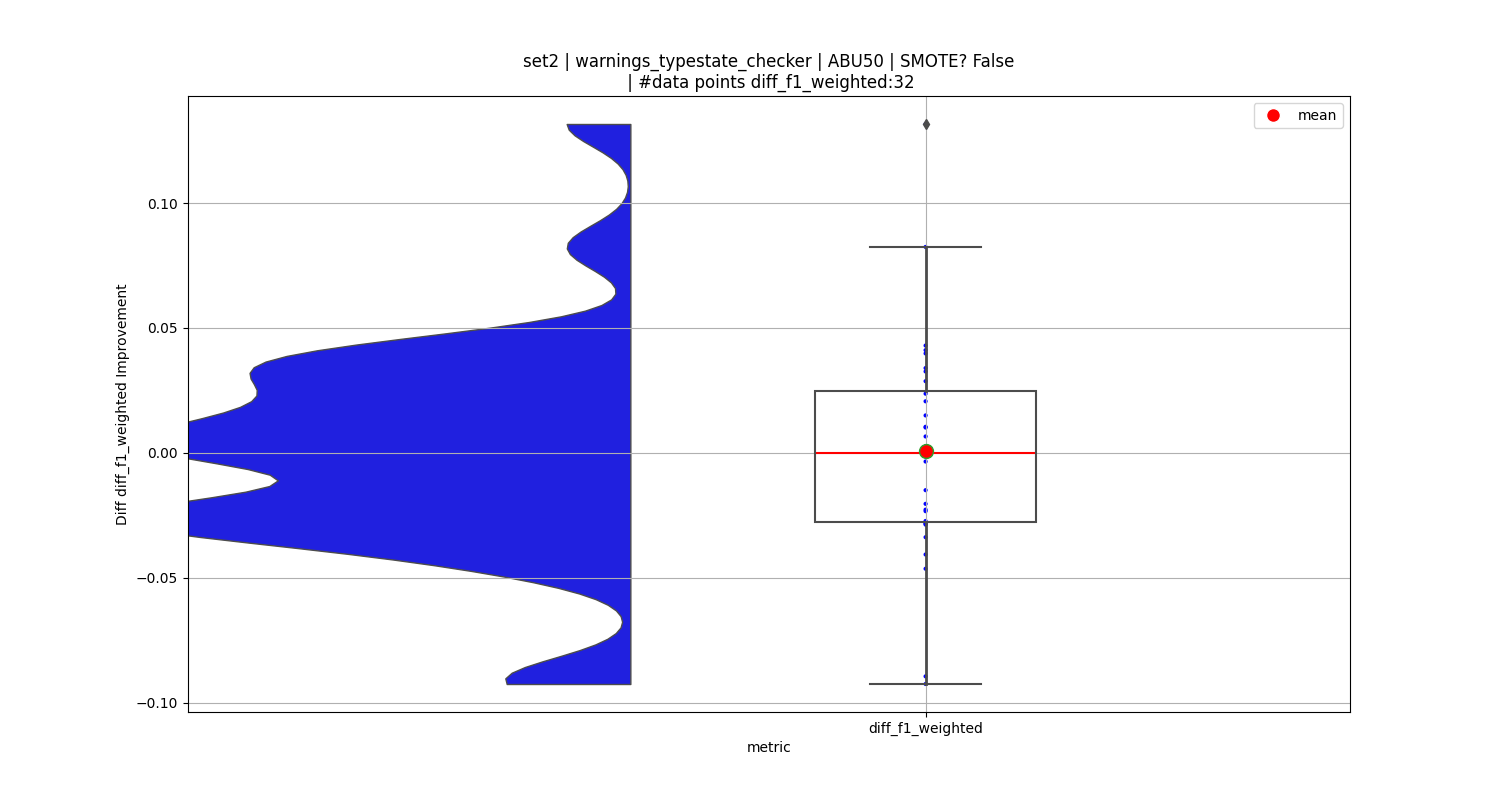 set2 | warnings_typestate_checker | ABU50 | SMOTE? False
| #data points diff_f1_weighted:32
mean
0.10
0.05
0.00
−0.05
−0.10
Diff diff_f1_weighted Improvement
diff_f1_weighted
metric